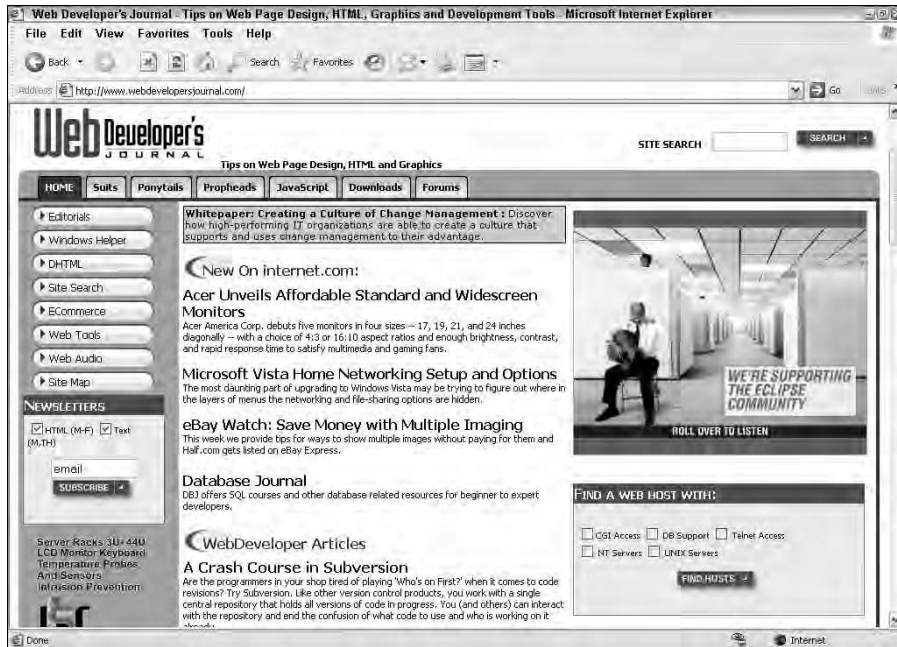 Web Developer's Journal - Tips on Web Page Design, HTML, Graphics and Development Tools - Microsoft Internet Explorer
File Edit View Favorites Tools Help
Back Search Favorites
Address http://www.webdevelopersjournal.com/ Go Links
Web Developer's
JOURNAL
Tips on Web Page Design, HTML and Graphics
SITE SEARCH SEARCH
HOME Suits Ponytails Propheads JavaScript Downloads Forums
Editorials
Windows Helper
DHTML
Site Search
ECommerce
Web Tools
Web Audio
Site Map
NEWSLETTERS
HTML (M-F) Text
(M,TH)
email
SUBSCRIBE
Server Racks 3U-44U
LCD Monitor Keyboard
Temperature Probes
And Sensors
Intrusion Prevention
Whitepaper: Creating a Culture of Change Management : Discover
how high-performing IT organizations are able to create a culture that
supports and uses change management to their advantage.
New On internet.com:
Acer Unveils Affordable Standard and Widescreen
Monitors
Acer America Corp. debuts five monitors in four sizes -- 17, 19, 21, and 24 inches
diagonally -- with a choice of 4:3 or 16:10 aspect ratios and enough brightness, contrast,
and rapid response time to satisfy multimedia and gaming fans.
Microsoft Vista Home Networking Setup and Options
The most daunting part of upgrading to Windows Vista may be trying to figure out where in
the layers of menus the networking and file-sharing options are hidden.
eBay Watch: Save Money with Multiple Imaging
This week we provide tips for ways to show multiple images without paying for them and
Half.com gets listed on eBay Express.
Database Journal
DBJ offers SQL courses and other database related resources for beginner to expert
developers.
WebDeveloper Articles
A Crash Course in Subversion
Are the programmers in your shop tired of playing 'Who's on First?' when it comes to code
revisions? Try Subversion. Like other version control products, you work with a single
central repository that holds all versions of code in progress. You (and others) can interact
with the repository and end the confusion of what code to use and who is working on it
already.
WE'RE SUPPORTING
THE ECLIPSE
COMMUNITY
ROLL OVER TO LISTEN
FIND A WEB HOST WITH:
CGI Access DB Support Telnet Access
NT Servers UNIX Servers
FIND HOSTS
Done Internet